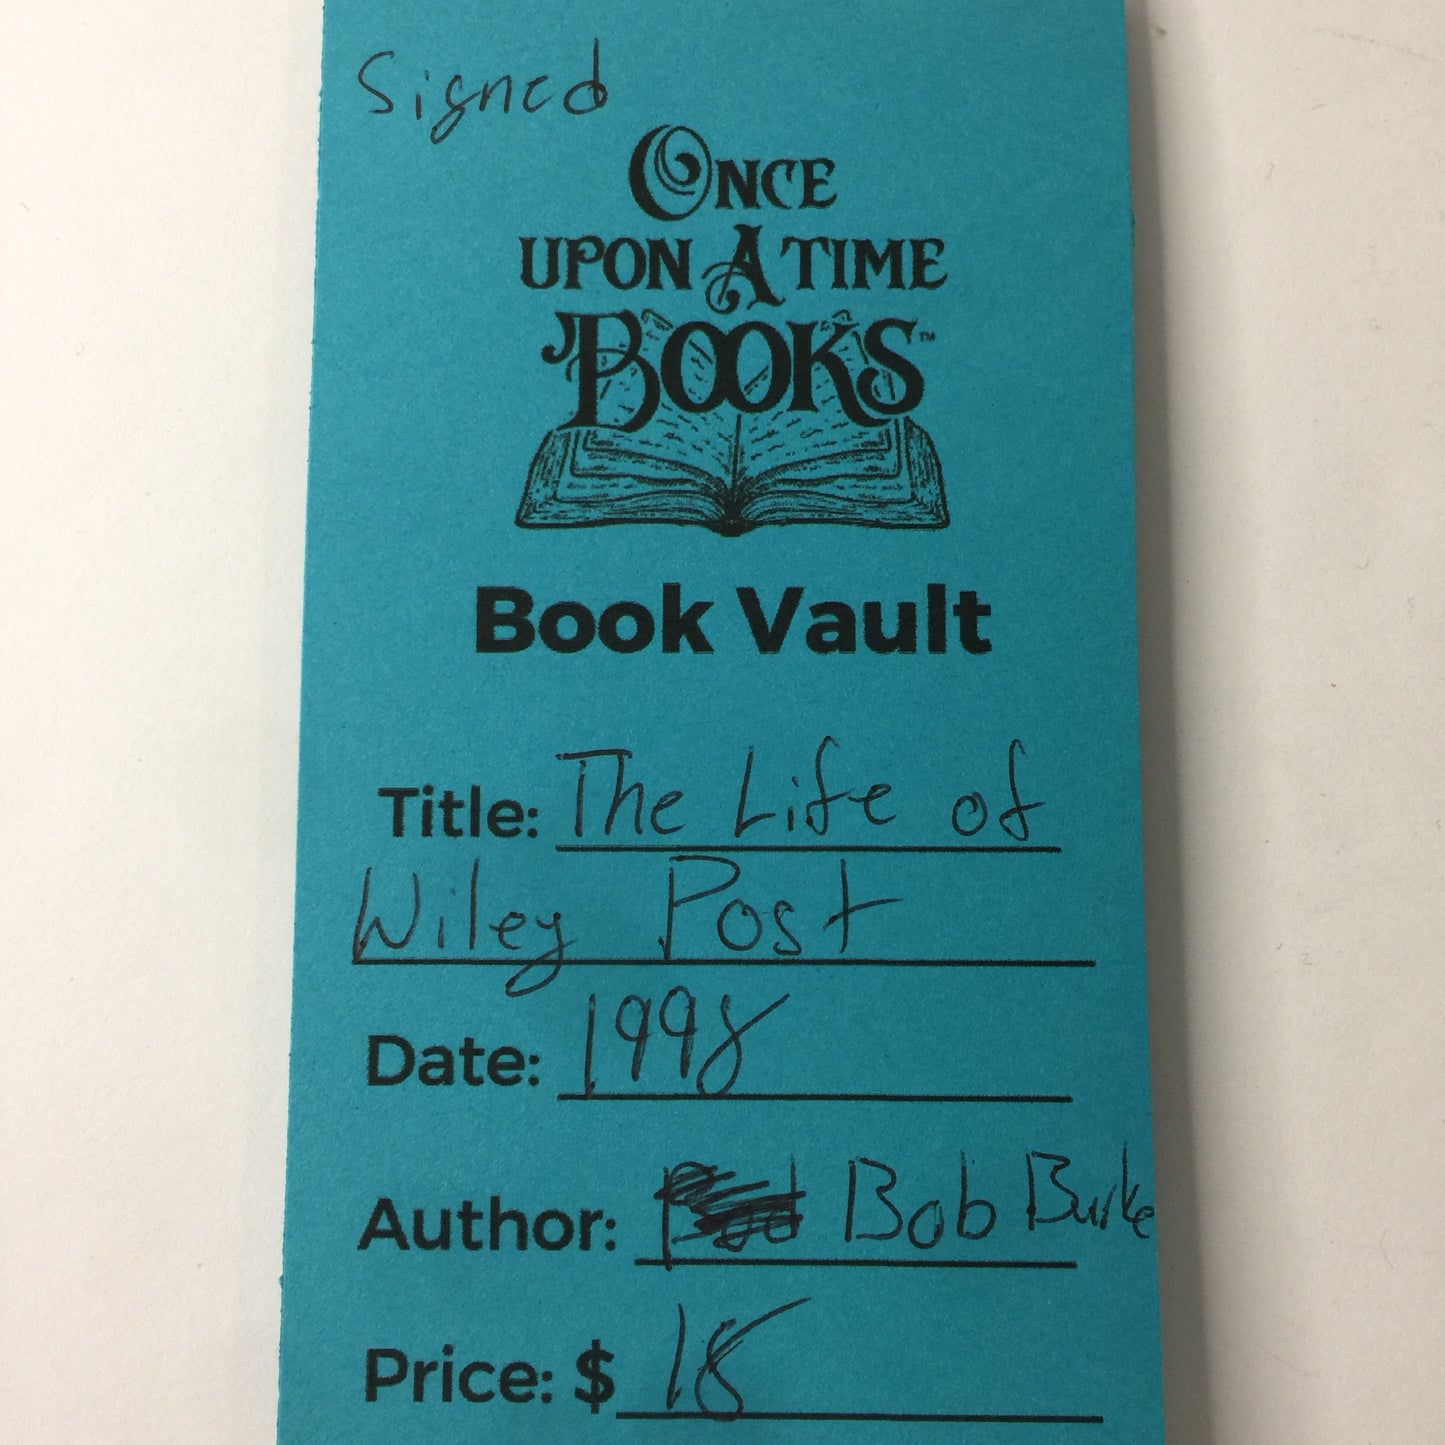 Signed
ONCE
UPON A TIME
BOOKS™
Book Vault
Title: The Life of
Wiley Post
Date: 1998
Author: Bob Burke
Price: $ 18